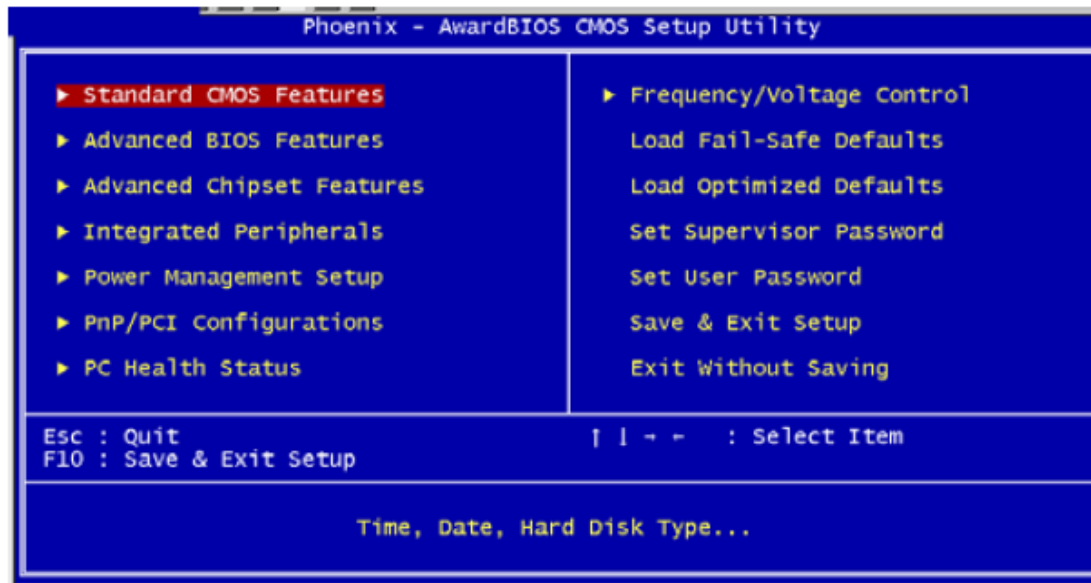 Phoenix - AwardBIOS CMOS Setup Utility
▶ Standard CMOS Features
▶ Advanced BIOS Features
▶ Advanced Chipset Features
▶ Integrated Peripherals
▶ Power Management Setup
▶ PnP/PCI Configurations
▶ PC Health Status
▶ Frequency/Voltage Control
Load Fail-Safe Defaults
Load Optimized Defaults
Set Supervisor Password
Set User Password
Save & Exit Setup
Exit Without Saving
Esc : Quit
F10 : Save & Exit Setup
↑ ↓ → ← : Select Item
Time, Date, Hard Disk Type...